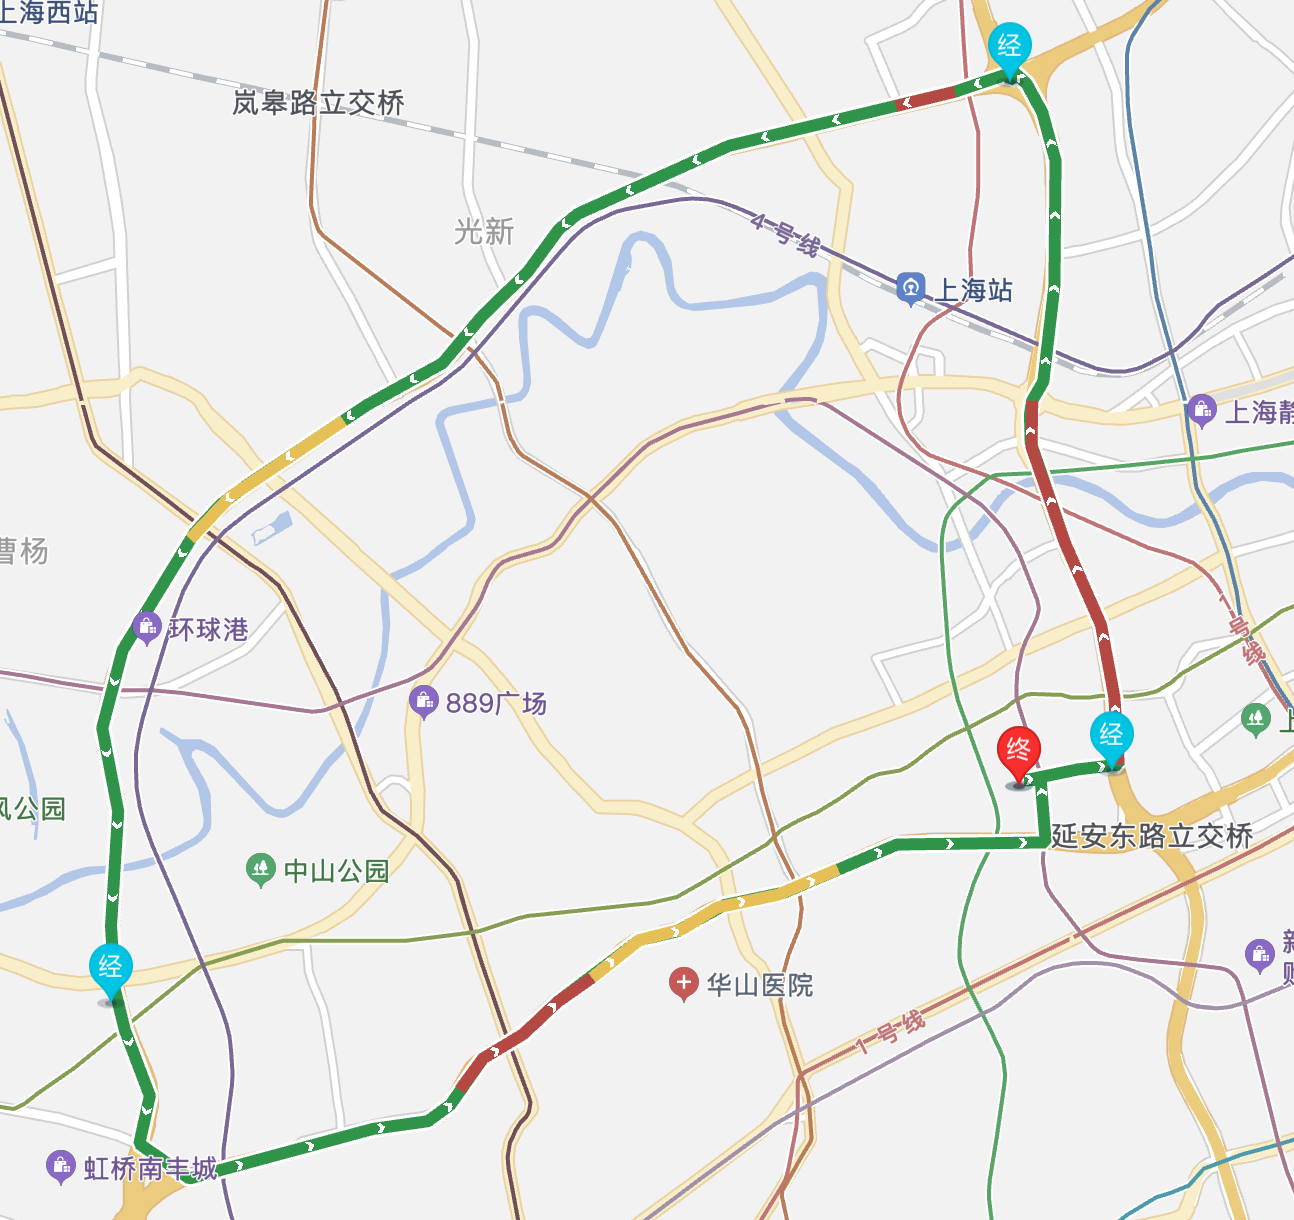 上海西站
经
岚皋路立交桥
光新
4号线
上海站
上海静
曹杨
环球港
1号线
889广场
终
经
上
风公园
延安东路立交桥
中山公园
经
华山医院
新
1号线
虹桥南丰城